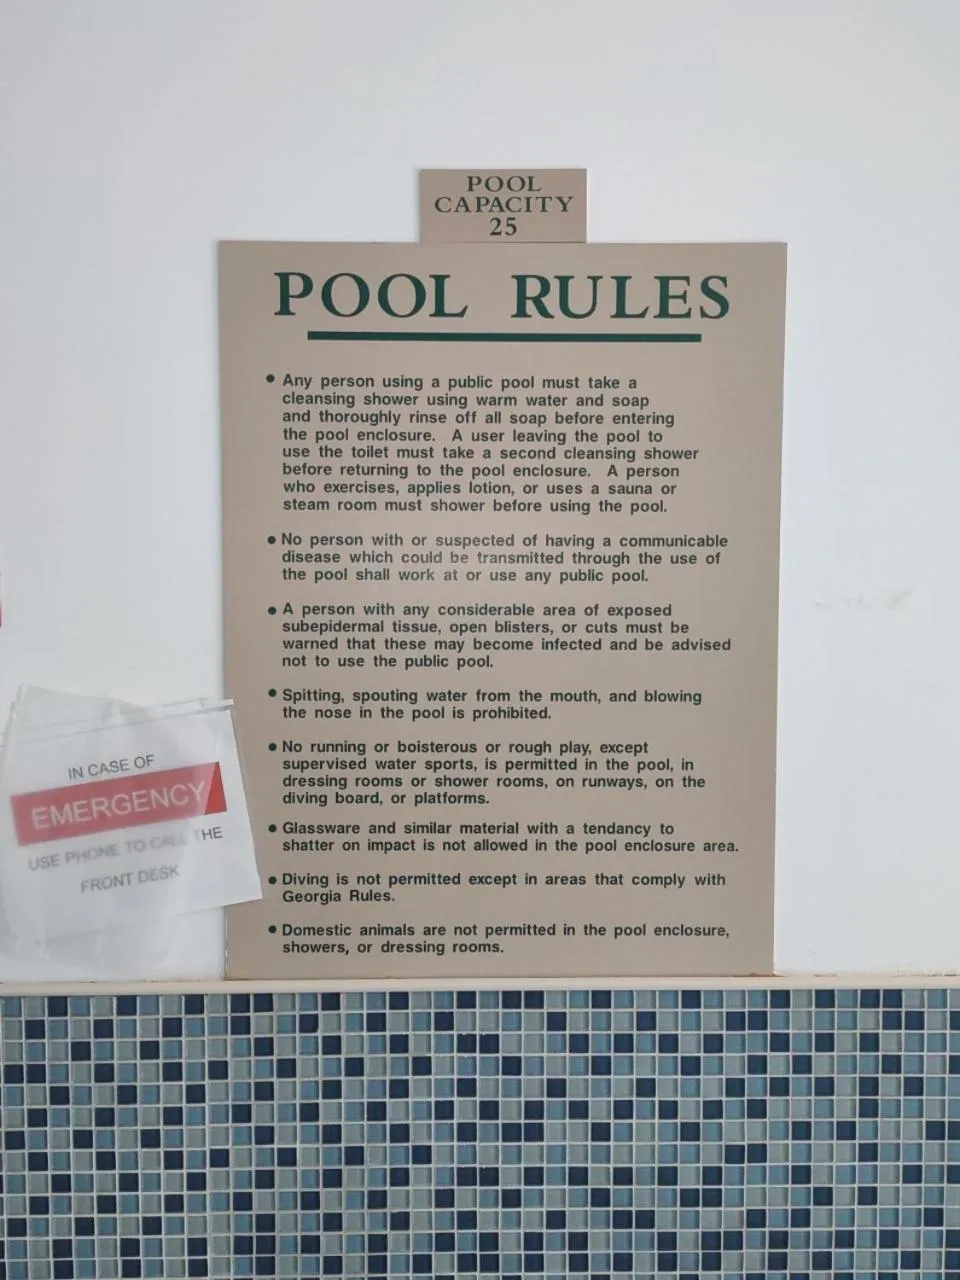 POOL
CAPACITY
25
POOL RULES
• Any person using a public pool must take a
cleansing shower using warm water and soap
and thoroughly rinse off all soap before entering
the pool enclosure. A user leaving the pool to
use the toilet must take a second cleansing shower
before returning to the pool enclosure. A person
who exercises, applies lotion, or uses a sauna or
steam room must shower before using the pool.
• No person with or suspected of having a communicable
disease which could be transmitted through the use of
the pool shall work at or use any public pool.
• A person with any considerable area of exposed
subepidermal tissue, open blisters, or cuts must be
warned that these may become infected and be advised
not to use the public pool.
• Spitting, spouting water from the mouth, and blowing
the nose in the pool is prohibited.
• No running or boisterous or rough play, except
supervised water sports, is permitted in the pool, in
dressing rooms or shower rooms, on runways, on the
diving board, or platforms.
• Glassware and similar material with a tendancy to
shatter on impact is not allowed in the pool enclosure area.
• Diving is not permitted except in areas that comply with
Georgia Rules.
• Domestic animals are not permitted in the pool enclosure,
showers, or dressing rooms.
IN CASE OF
EMERGENCY
USE PHONE TO CALL THE
FRONT DESK